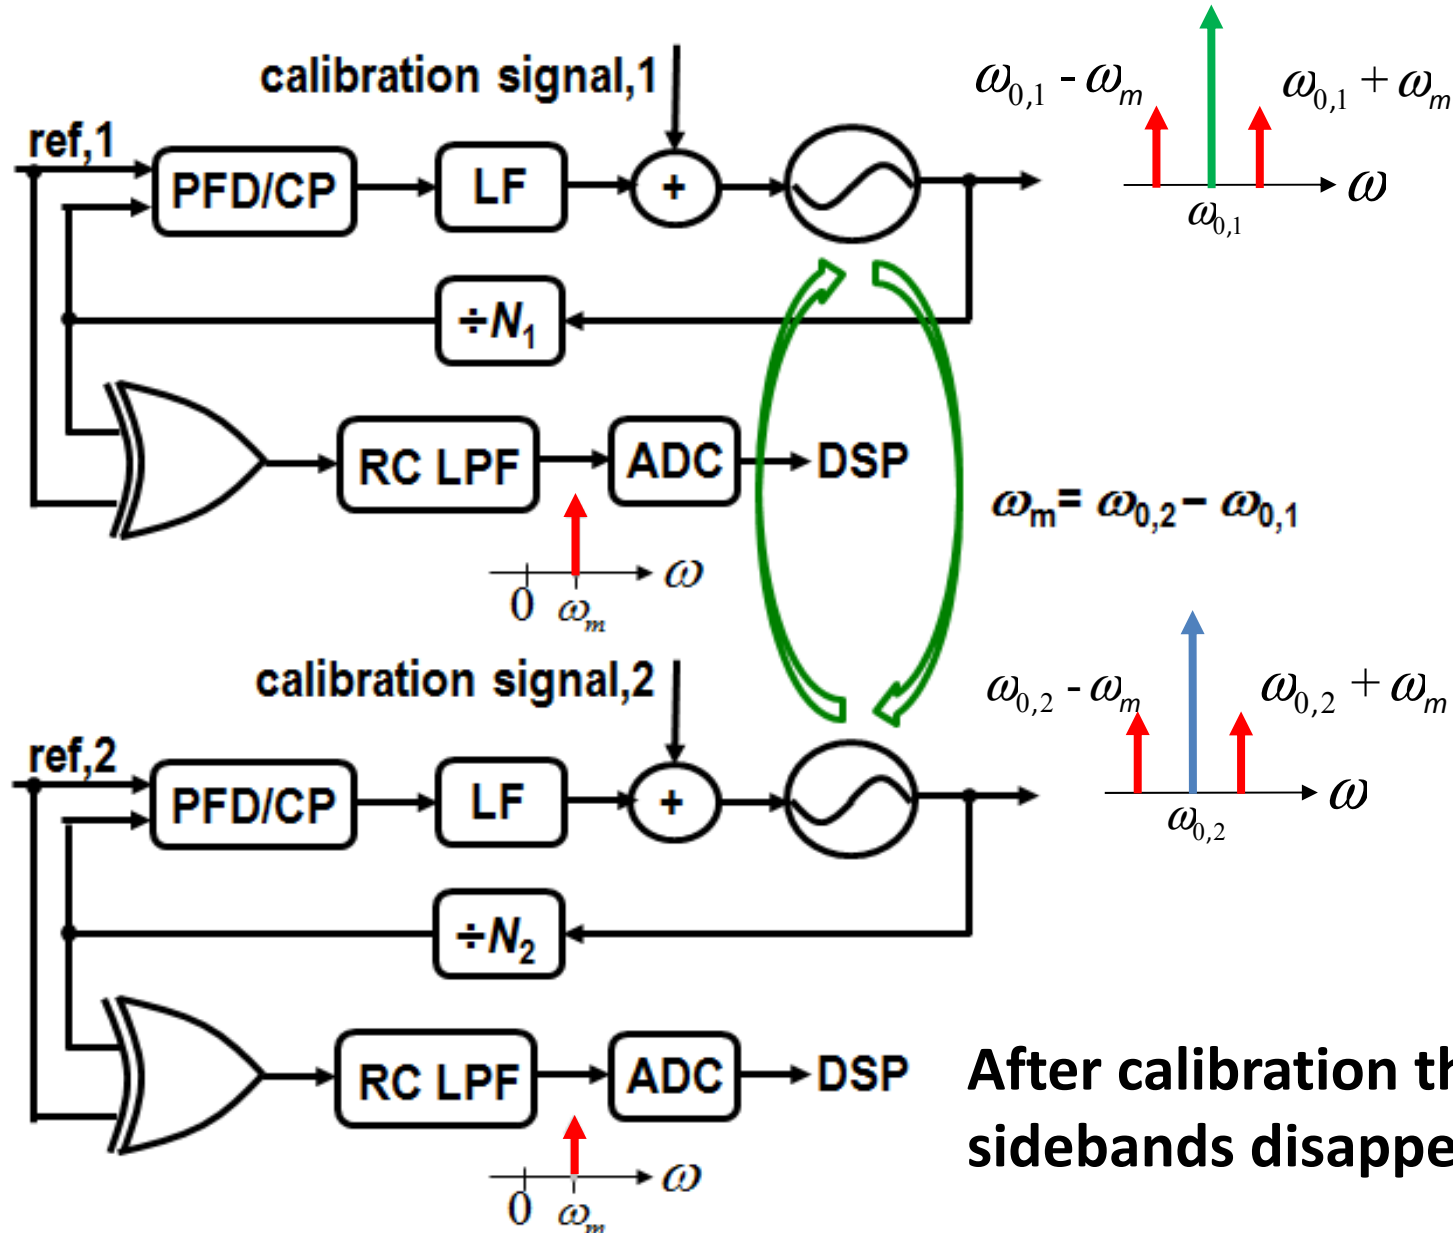 calibration signal,1
ω₀,₁ - ωₘ
ω₀,₁ + ωₘ
ref,1
PFD/CP
LF
+
ω
ω₀,₁
÷N₁
RC LPF
ADC
DSP
ωₘ= ω₀,₂ – ω₀,₁
ω
0
ωₘ
calibration signal,2
ω₀,₂ - ωₘ
ω₀,₂ + ωₘ
ref,2
PFD/CP
LF
+
ω
ω₀,₂
÷N₂
RC LPF
ADC
DSP
ω
0
ωₘ
After calibration th
sidebands disappe